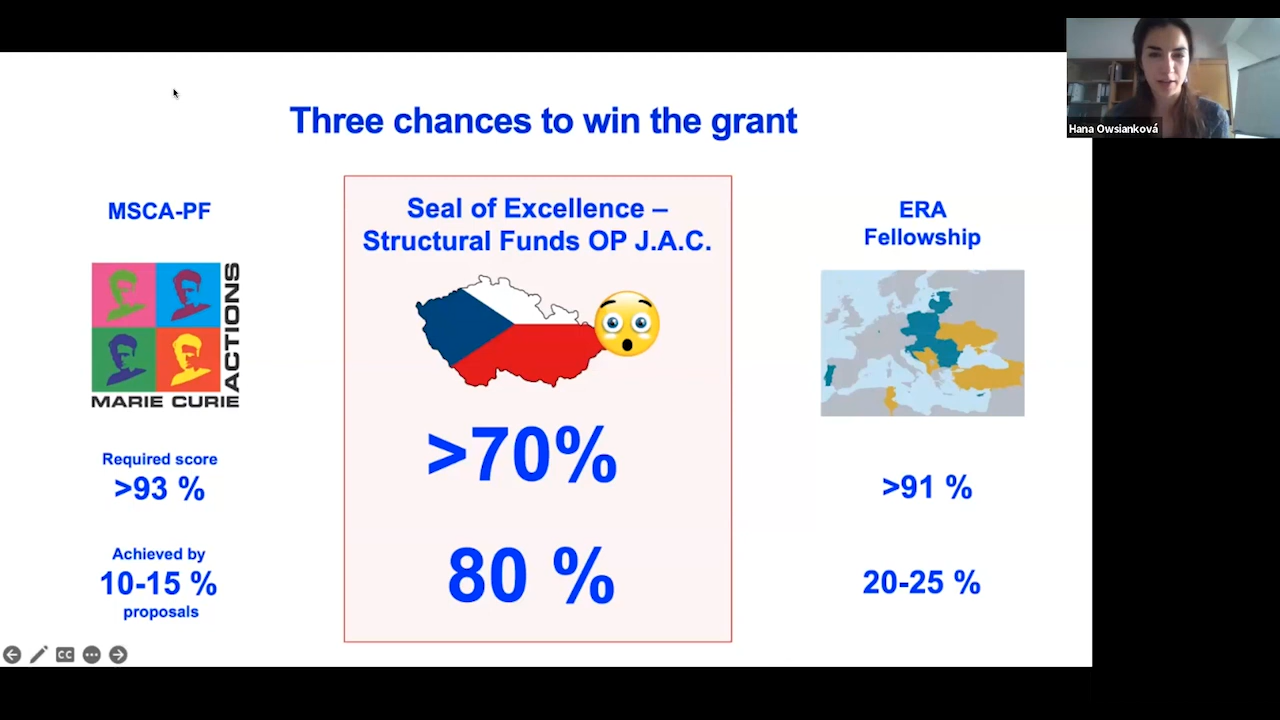 Three chances to win the grant
MSCA-PF
MARIE CURIE
ACTIONS
Required score
>93 %
Achieved by
10-15 %
proposals
Seal of Excellence –
Structural Funds OP J.A.C.
>70%
80 %
ERA
Fellowship
>91 %
20-25 %
CC
Hana Owsianková